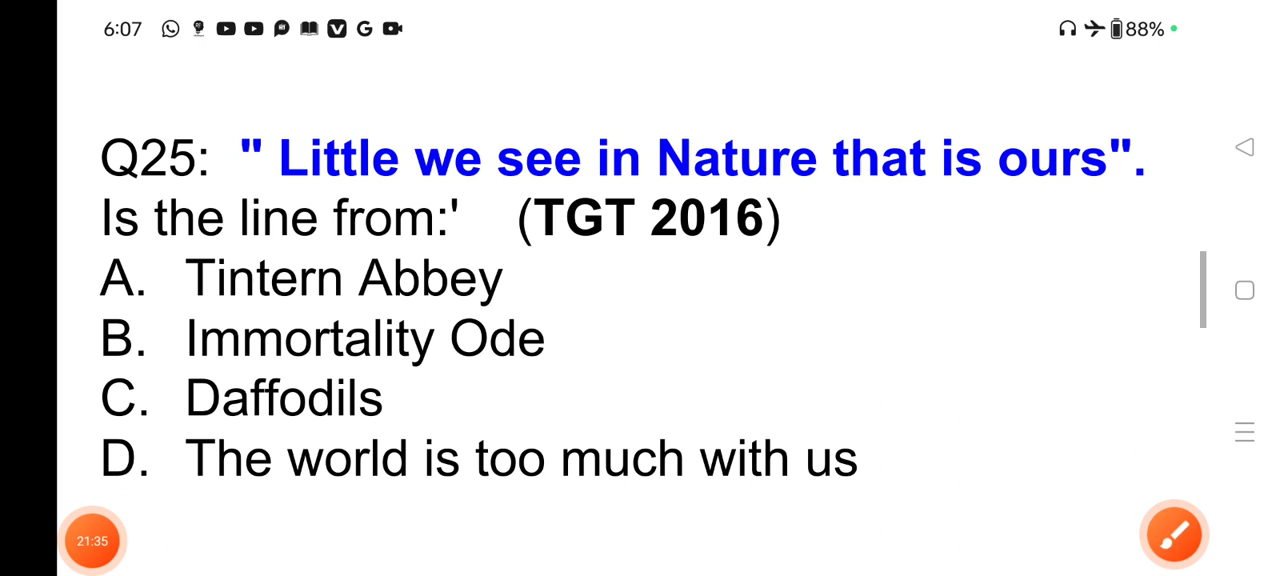 6:07 88%
Q25: " Little we see in Nature that is ours".
Is the line from:' (TGT 2016)
A. Tintern Abbey
B. Immortality Ode
C. Daffodils
D. The world is too much with us
21:35